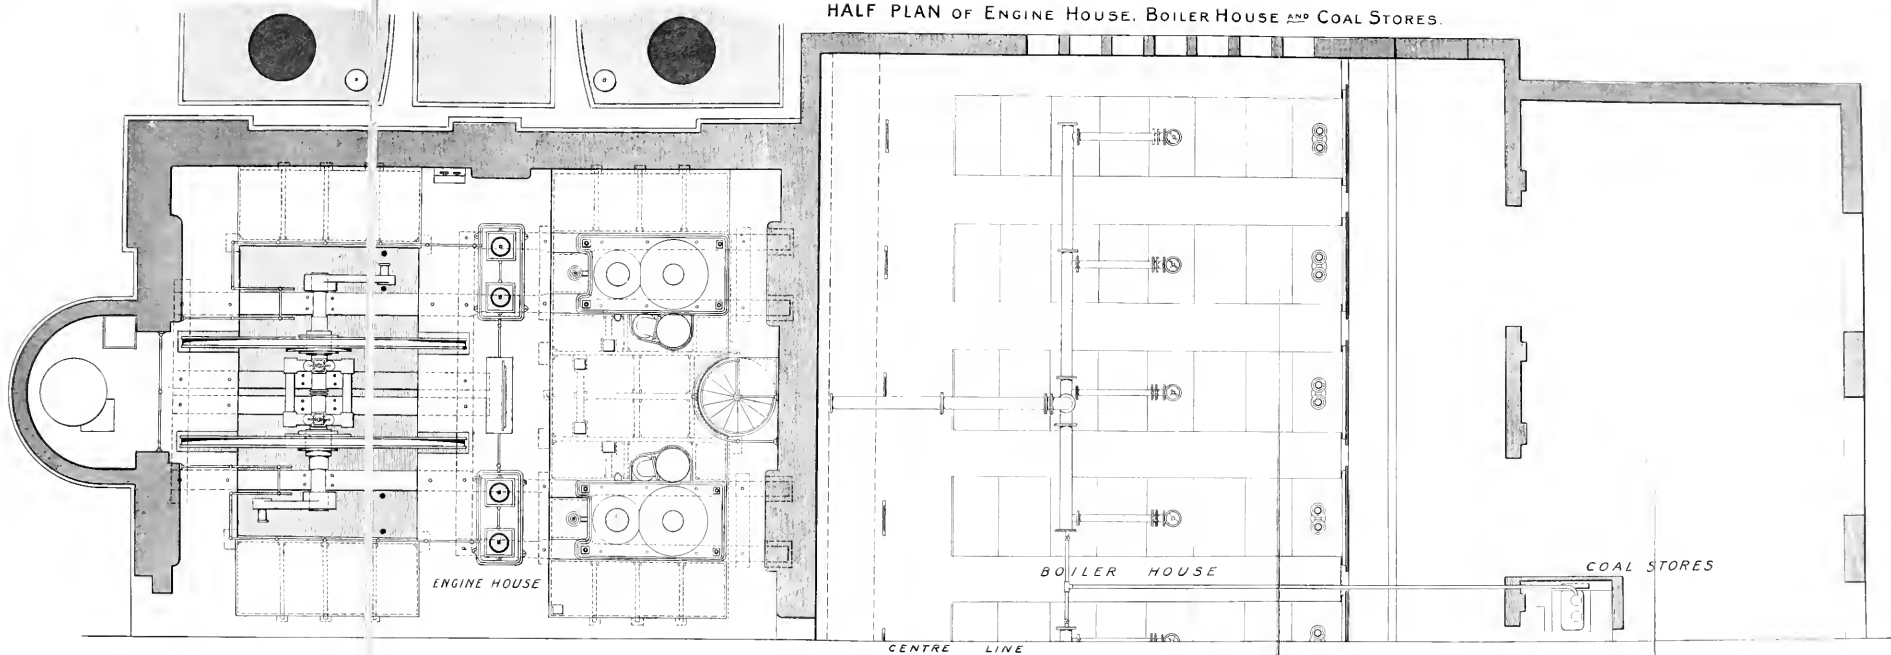 HALF PLAN OF ENGINE HOUSE, BOILER HOUSE AND COAL STORES.
ENGINE HOUSE
BOILER HOUSE
COAL STORES
CENTRE LINE